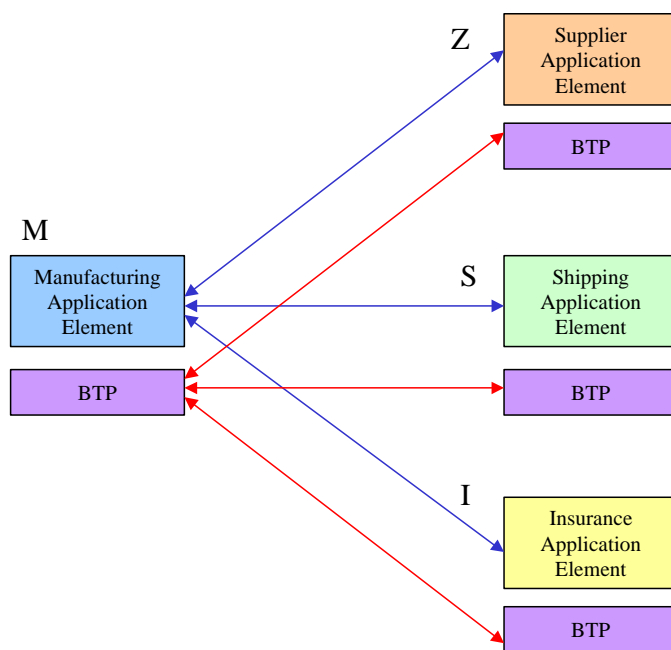 Z
Supplier
Application
Element
BTP
M
Manufacturing
Application
Element
BTP
S
Shipping
Application
Element
BTP
I
Insurance
Application
Element
BTP